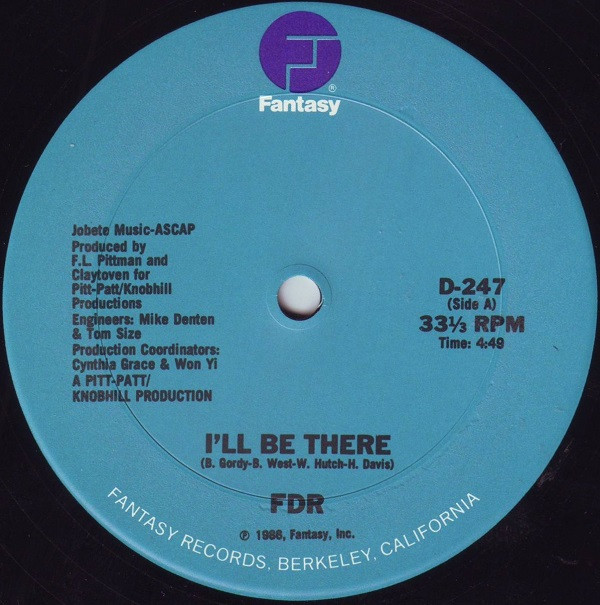 Fantasy
®
Jobete Music-ASCAP
Produced by
F.L. Pittman and
Claytoven for
Pitt-Patt/Knobhill
Productions
Engineers: Mike Denten
& Tom Size
Production Coordinators:
Cynthia Grace & Won Yi
A PITT-PATT/
KNOBHILL PRODUCTION
D-247
(Side A)
33⅓ RPM
Time: 4:49
I'LL BE THERE
(B. Gordy-B. West-W. Hutch-H. Davis)
FDR
℗ 1986, Fantasy, Inc.
FANTASY RECORDS, BERKELEY, CALIFORNIA